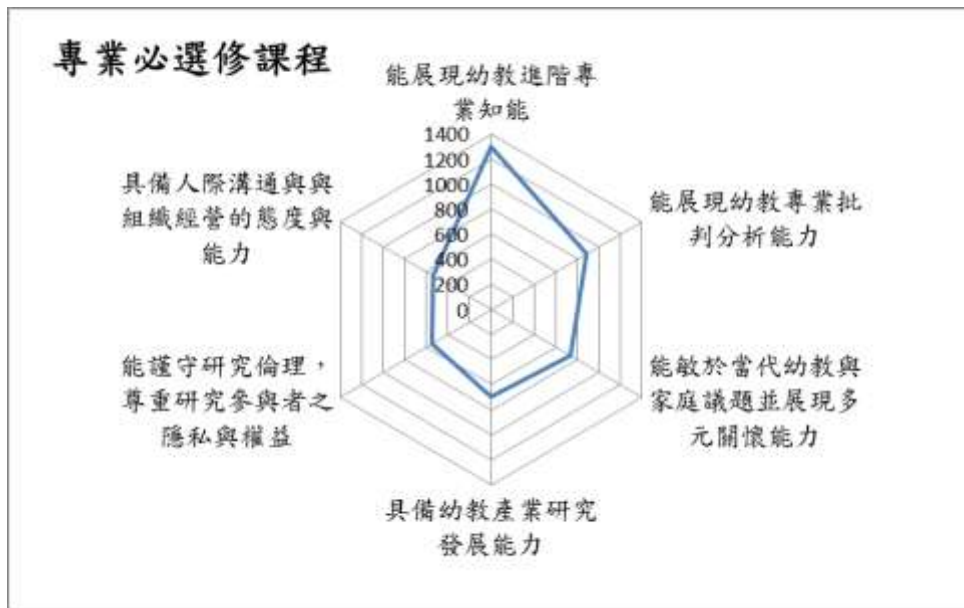 專業必選修課程
能展現幼教進階專
業知能
1400
1200
1000
800
600
400
200
0
能展現幼教專業批
判分析能力
能敏於當代幼教與
家庭議題並展現多
元關懷能力
具備幼教產業研究
發展能力
能謹守研究倫理，
尊重研究參與者之
隱私與權益
具備人際溝通與與
組織經營的態度與
能力